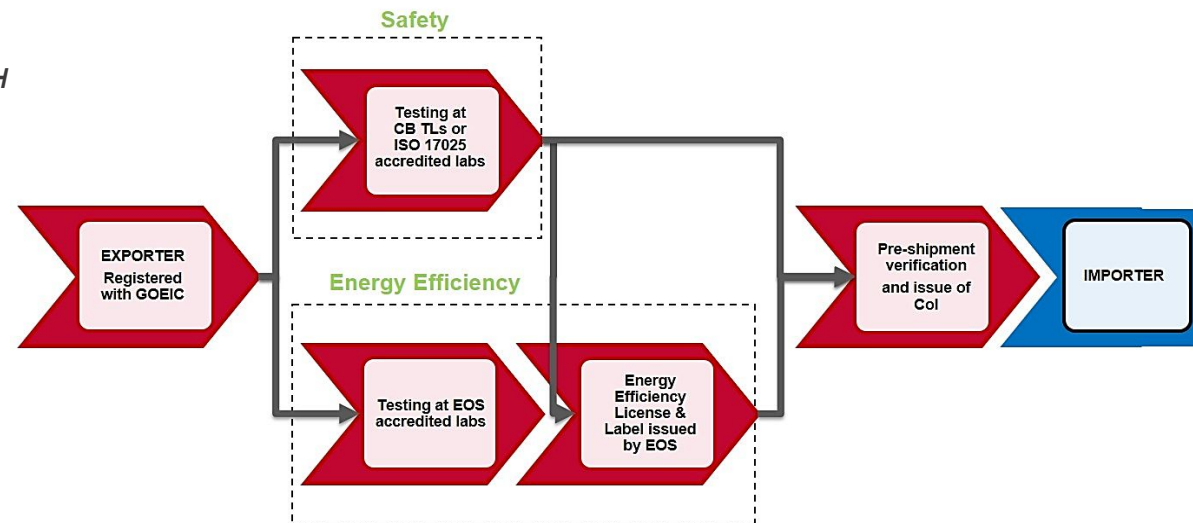 H
Safety
Testing at
CB TLs or
ISO 17025
accredited labs
EXPORTER
Registered
with GOEIC
Energy Efficiency
Testing at EOS
accredited labs
Energy
Efficiency
License &
Label issued
by EOS
Pre-shipment
verification
and issue of
CoI
IMPORTER